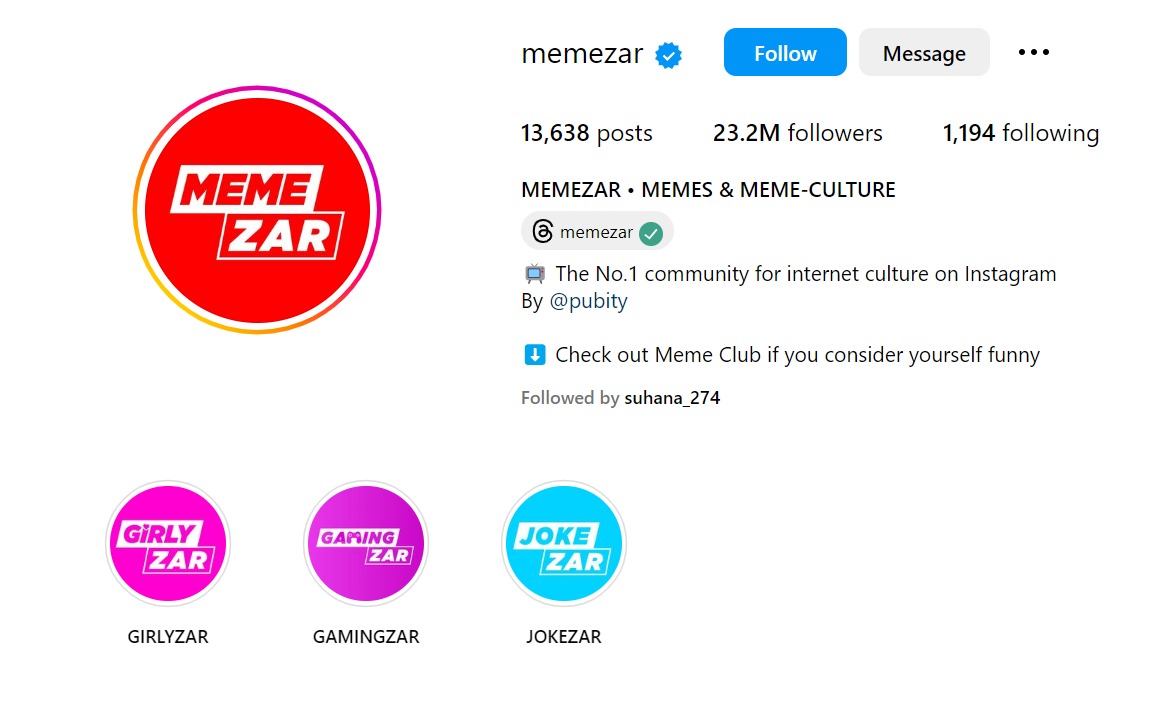 memezar
Follow
Message
13,638 posts
23.2M followers
1,194 following
MEMEZAR • MEMES & MEME-CULTURE
memezar
📺 The No.1 community for internet culture on Instagram
By @pubity
⬇️ Check out Meme Club if you consider yourself funny
Followed by suhana_274
MEME
ZAR
GIRLY
ZAR
GAMING
ZAR
JOKE
ZAR
GIRLYZAR
GAMINGZAR
JOKEZAR